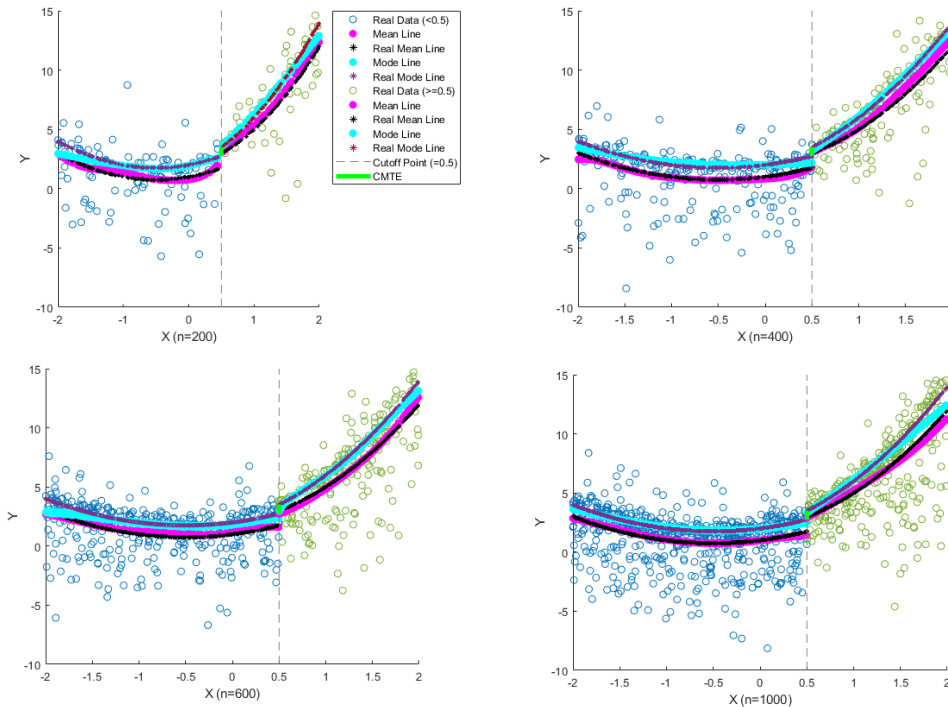 15
10
5
0
-5
-10
Y
-2
-1
0
1
2
X (n=200)
Real Data (<0.5)
Mean Line
Real Mean Line
Mode Line
Real Mode Line
Real Data (>=0.5)
Mean Line
Real Mean Line
Mode Line
Real Mode Line
Cutoff Point (=0.5)
CMTE
15
10
5
0
-5
-10
Y
-2
-1.5
-1
-0.5
0
0.5
1
1.5
2
X (n=400)
15
10
5
0
-5
-10
Y
-2
-1.5
-1
-0.5
0
0.5
1
1.5
2
X (n=600)
15
10
5
0
-5
-10
Y
-2
-1.5
-1
-0.5
0
0.5
1
1.5
2
X (n=1000)